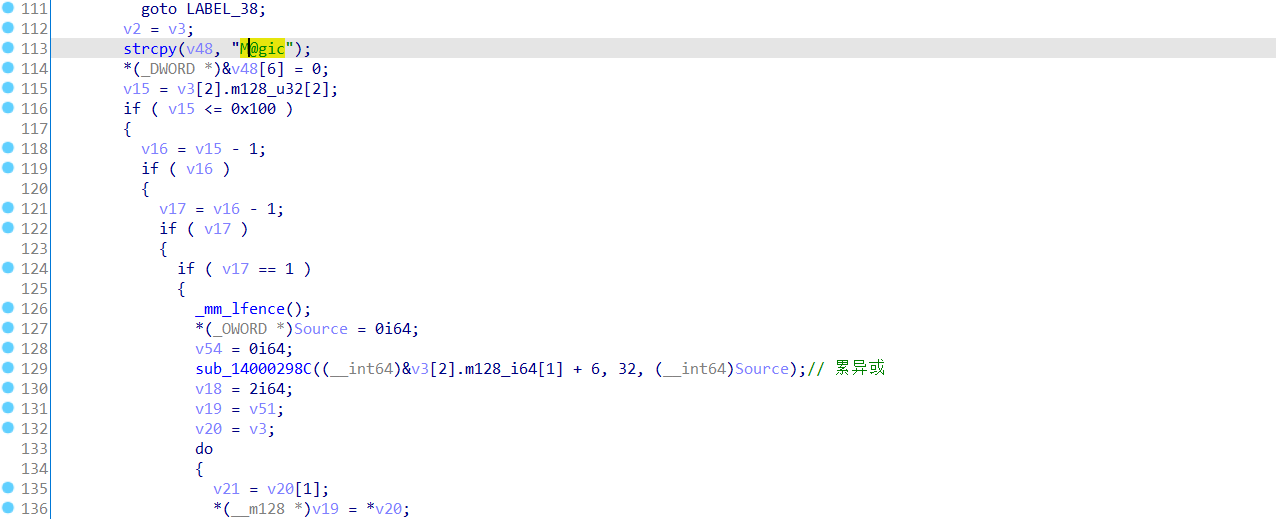 111 goto LABEL_38;
112 v2 = v3;
113 strcpy(v48, "M@gic");
114 *(_DWORD *)&v48[6] = 0;
115 v15 = v3[2].m128_u32[2];
116 if ( v15 <= 0x100 )
117 {
118 v16 = v15 - 1;
119 if ( v16 )
120 {
121 v17 = v16 - 1;
122 if ( v17 )
123 {
124 if ( v17 == 1 )
125 {
126 _mm_lfence();
127 *(_OWORD *)Source = 0i64;
128 v54 = 0i64;
129 sub_14000298C((__int64)&v3[2].m128_i64[1] + 6, 32, (__int64)Source);// 累异或
130 v18 = 2i64;
131 v19 = v51;
132 v20 = v3;
133 do
134 {
135 v21 = v20[1];
136 *(__m128 *)v19 = *v20;